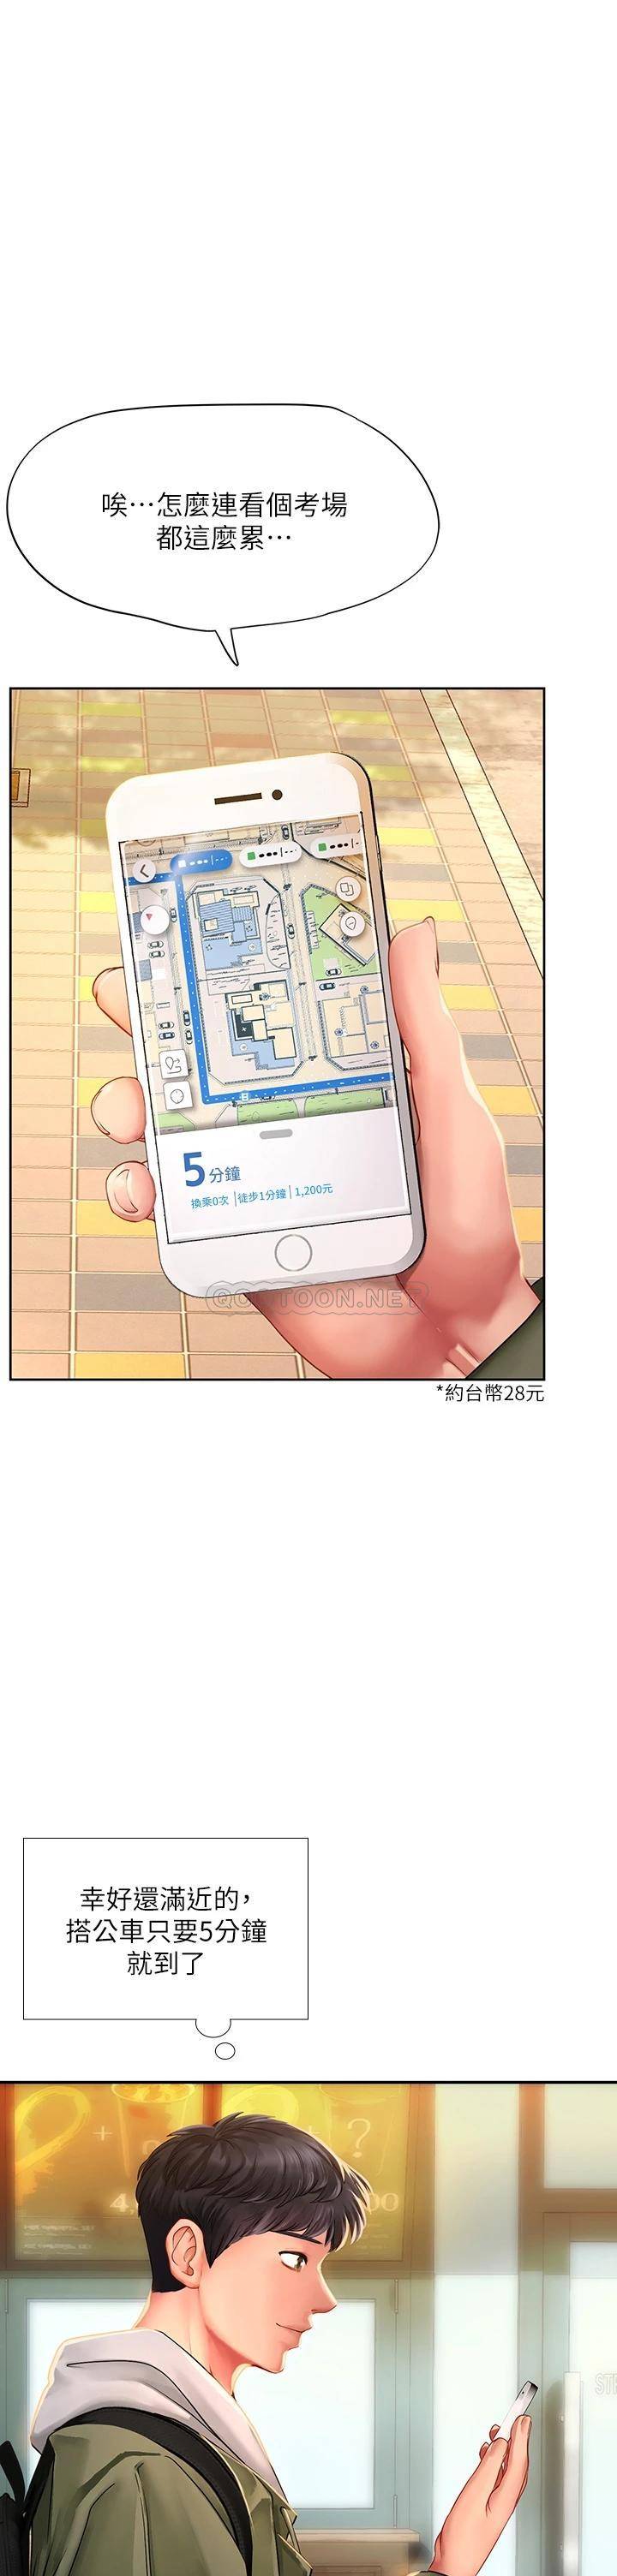 唉⋯怎麼連看個考場
都這麼累⋯
5分鐘
換乘0次 | 徒步1分鐘 | 1,200元
*約台幣28元
幸好還滿近的,
搭公車只要5分鐘
就到了
+ + ?